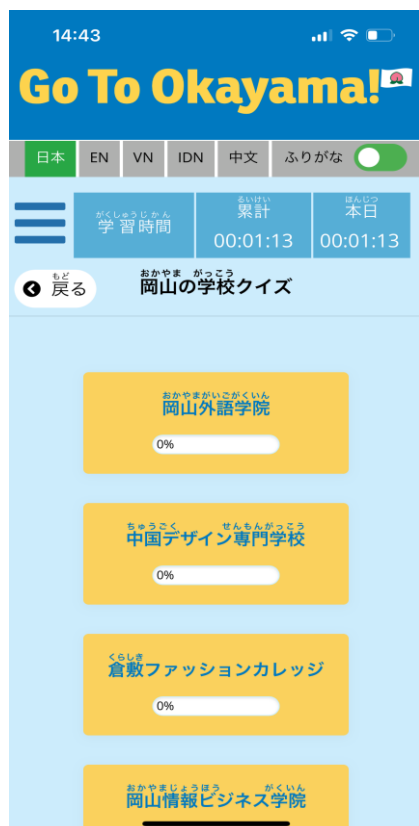 14:43
Go To Okayama!
日本 EN VN IDN 中文 ふりがな
がくしゅうじかん
学習時間
るいけい
累計
00:01:13
ほんじつ
本日
00:01:13
もど
戻る
おかやま がっこう
岡山の学校クイズ
おかやまがいごがくいん
岡山外語学院
0%
ちゅうごく せんもんがっこう
中国デザイン専門学校
0%
くらしき
倉敷ファッションカレッジ
0%
おかやまじょうほう がくいん
岡山情報ビジネス学院